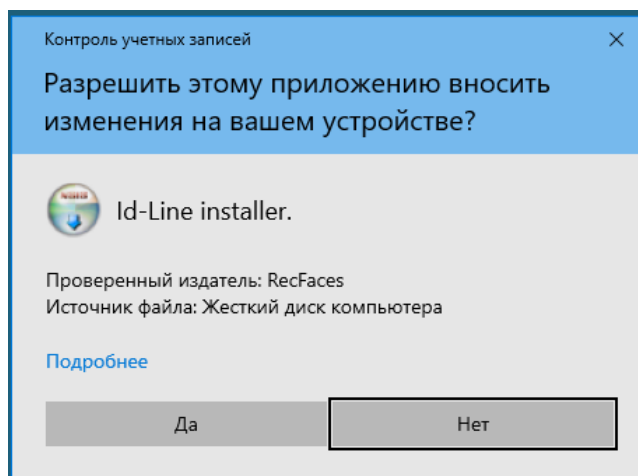 Контроль учетных записей
Разрешить этому приложению вносить
изменения на вашем устройстве?
Id-Line installer.
Проверенный издатель: RecFaces
Источник файла: Жесткий диск компьютера
Подробнее
Да
Нет